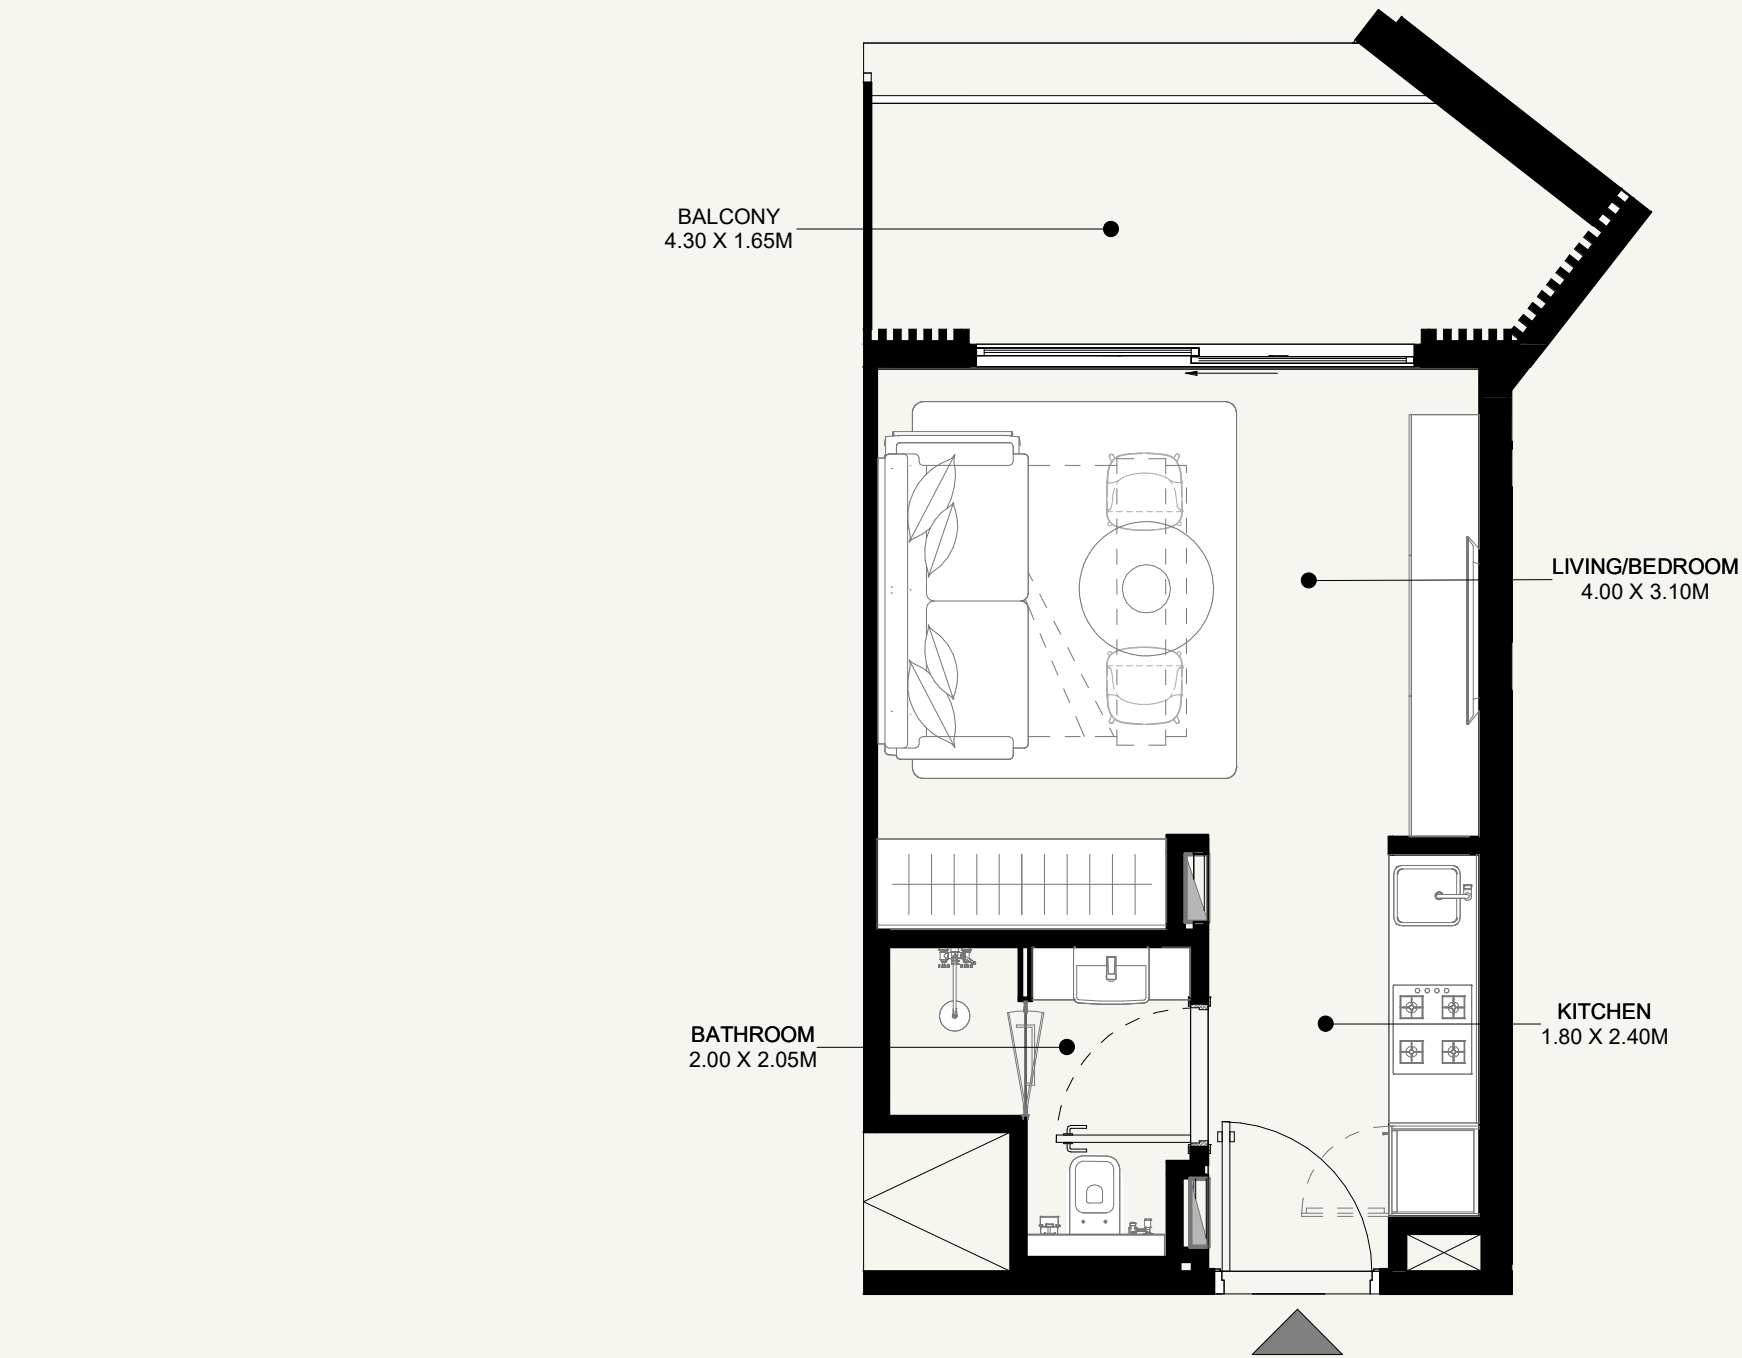 BALCONY
4.30 X 1.65M
LIVING/BEDROOM
4.00 X 3.10M
KITCHEN
1.80 X 2.40M
BATHROOM
2.00 X 2.05M